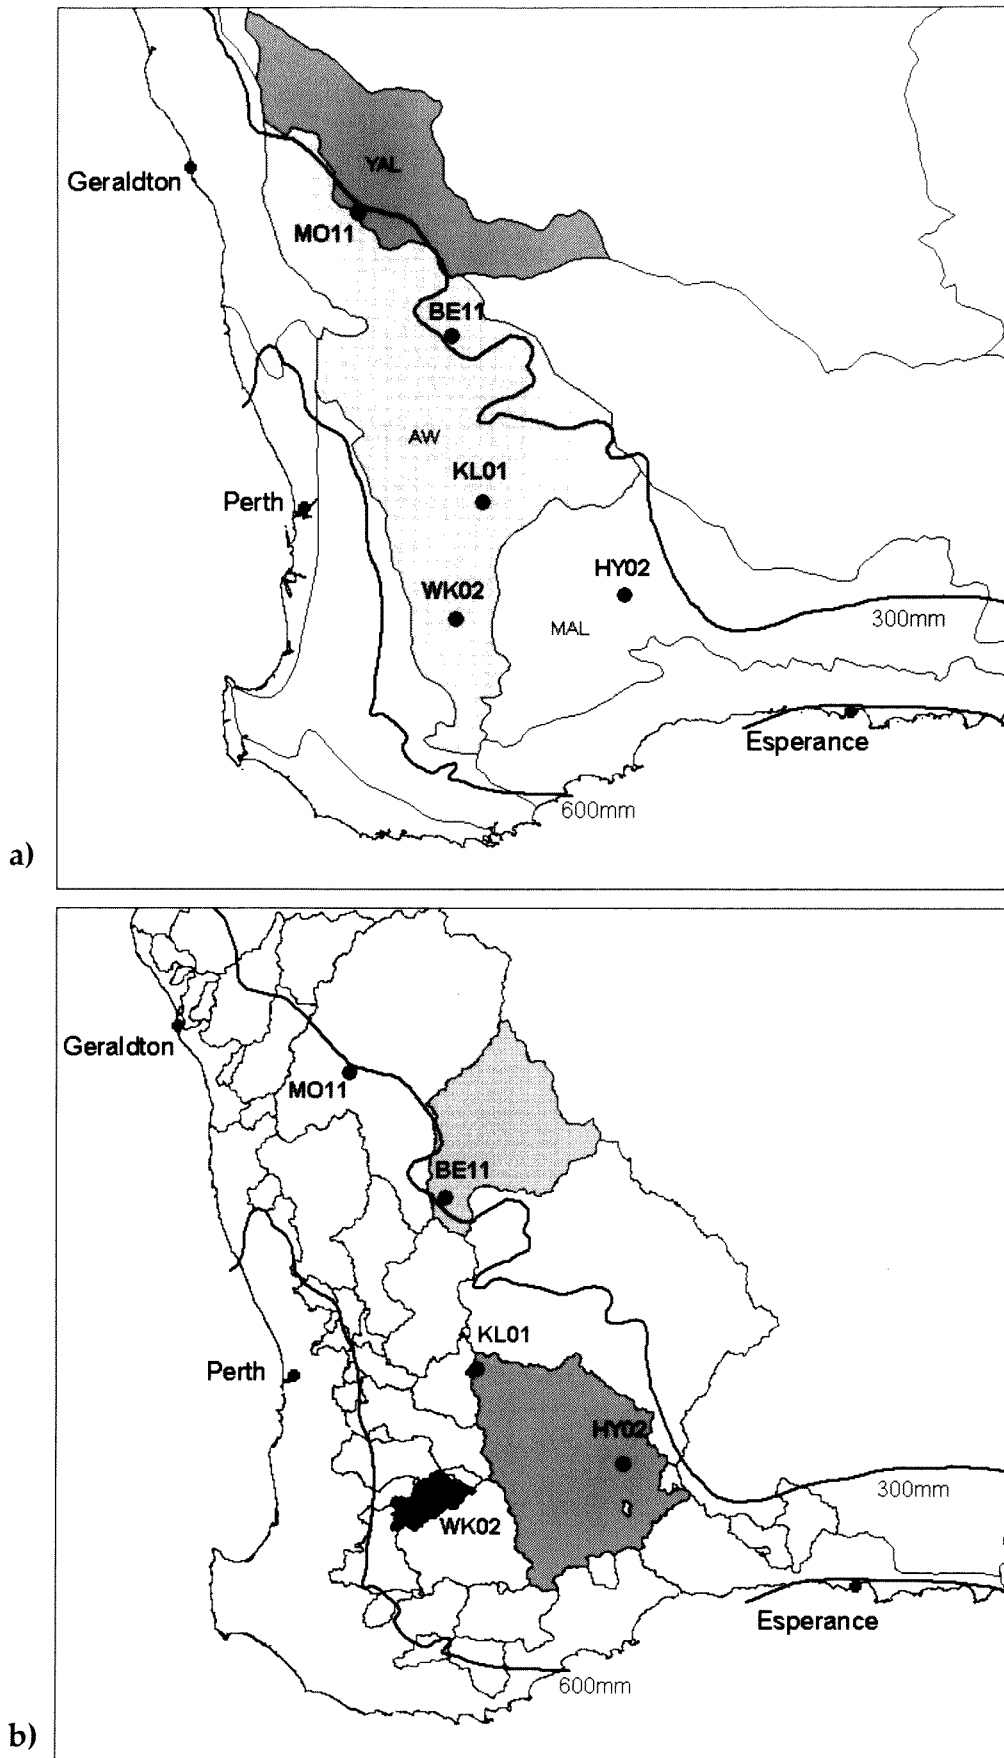 YAL
Geraldton
MO11
BE11
AW
KL01
Perth
HY02
WK02
MAL
300mm
Esperance
600mm
a)
Geraldton
MO11
BE11
KL01
Perth
HY02
300mm
WK02
Esperance
600mm
b)